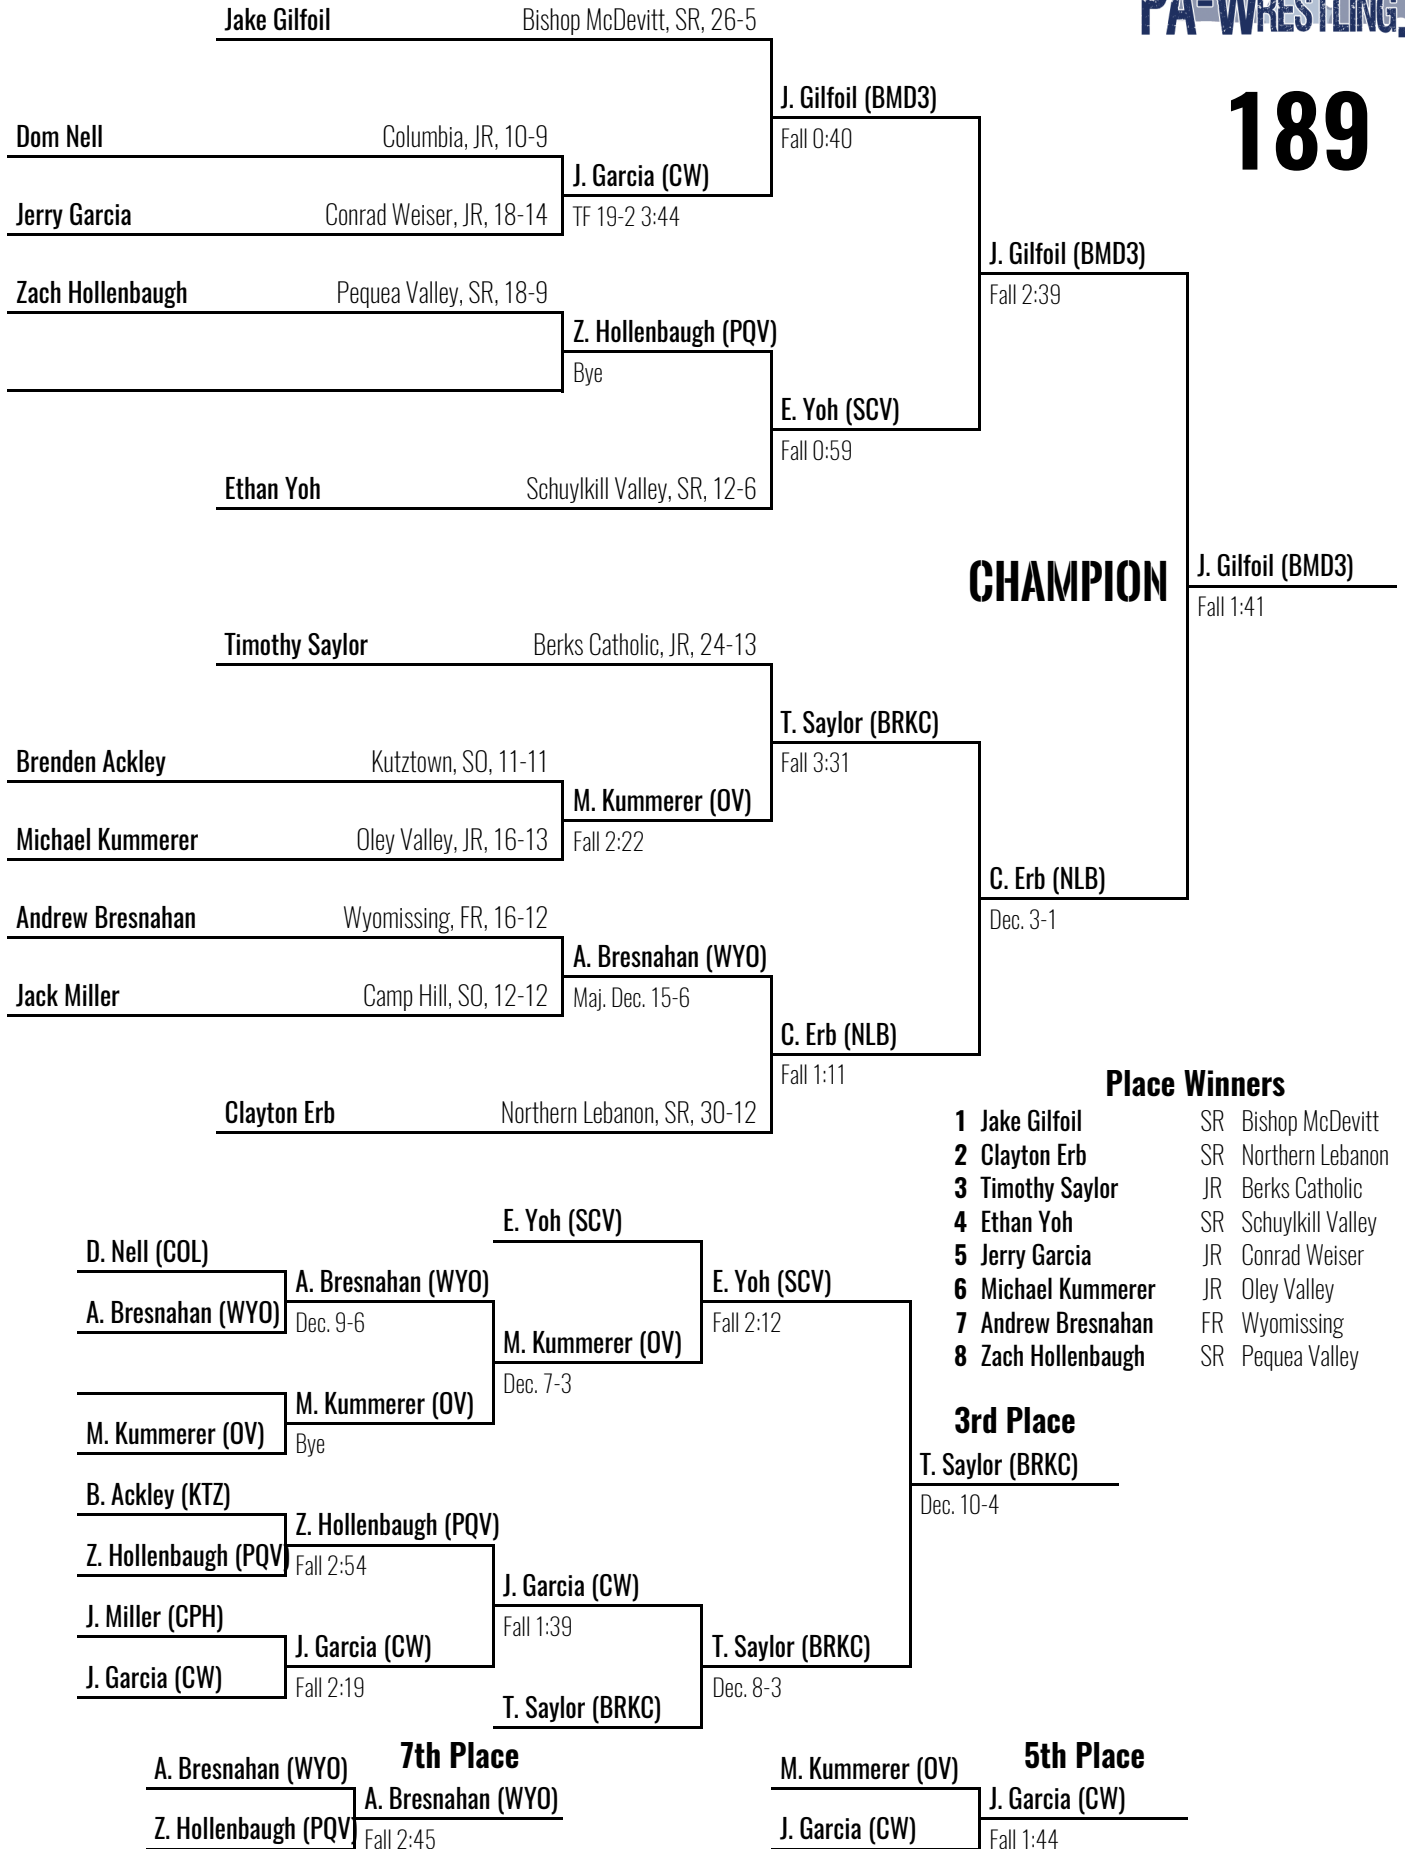 PA-WRESTLING
189
Jake Gilfoil Bishop McDevitt, SR, 26-5
J. Gilfoil (BMD3)
Fall 0:40
Dom Nell Columbia, JR, 10-9
J. Garcia (CW)
TF 19-2 3:44
Jerry Garcia Conrad Weiser, JR, 18-14
J. Gilfoil (BMD3)
Fall 2:39
Zach Hollenbaugh Pequea Valley, SR, 18-9
Z. Hollenbaugh (PQV)
Bye
E. Yoh (SCV)
Fall 0:59
Ethan Yoh Schuylkill Valley, SR, 12-6
CHAMPION
J. Gilfoil (BMD3)
Fall 1:41
Timothy Saylor Berks Catholic, JR, 24-13
T. Saylor (BRKC)
Fall 3:31
Brenden Ackley Kutztown, SO, 11-11
M. Kummerer (OV)
Fall 2:22
Michael Kummerer Oley Valley, JR, 16-13
C. Erb (NLB)
Dec. 3-1
Andrew Bresnahan Wyomissing, FR, 16-12
A. Bresnahan (WYO)
Maj. Dec. 15-6
Jack Miller Camp Hill, SO, 12-12
C. Erb (NLB)
Fall 1:11
Clayton Erb Northern Lebanon, SR, 30-12
Place Winners
1 Jake Gilfoil SR Bishop McDevitt
2 Clayton Erb SR Northern Lebanon
3 Timothy Saylor JR Berks Catholic
4 Ethan Yoh SR Schuylkill Valley
5 Jerry Garcia JR Conrad Weiser
6 Michael Kummerer JR Oley Valley
7 Andrew Bresnahan FR Wyomissing
8 Zach Hollenbaugh SR Pequea Valley
E. Yoh (SCV)
D. Nell (COL)
A. Bresnahan (WYO)
Dec. 9-6
A. Bresnahan (WYO)
E. Yoh (SCV)
Fall 2:12
M. Kummerer (OV)
Dec. 7-3
M. Kummerer (OV)
Bye
M. Kummerer (OV)
3rd Place
T. Saylor (BRKC)
Dec. 10-4
B. Ackley (KTZ)
Z. Hollenbaugh (PQV)
Fall 2:54
Z. Hollenbaugh (PQV)
J. Garcia (CW)
Fall 1:39
J. Miller (CPH)
J. Garcia (CW)
Fall 2:19
J. Garcia (CW)
T. Saylor (BRKC)
Dec. 8-3
T. Saylor (BRKC)
7th Place
A. Bresnahan (WYO)
A. Bresnahan (WYO)
Fall 2:45
Z. Hollenbaugh (PQV)
5th Place
M. Kummerer (OV)
J. Garcia (CW)
Fall 1:44
J. Garcia (CW)